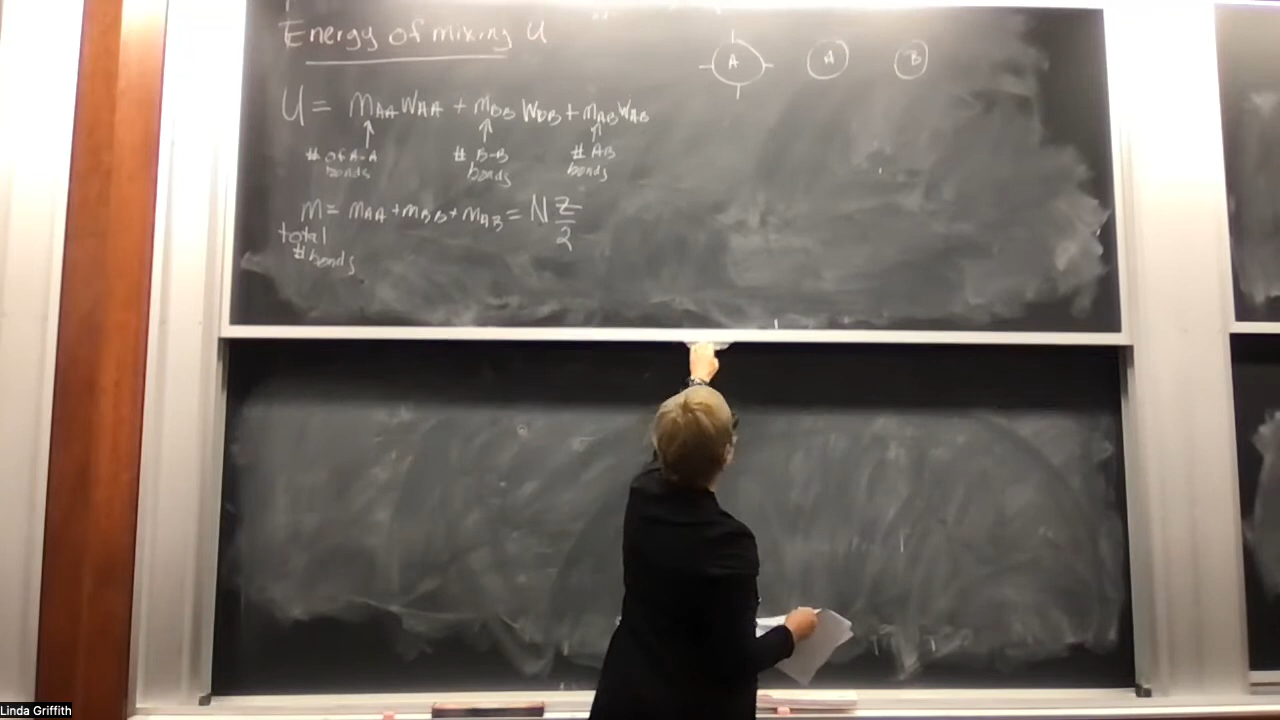 Energy of mixing U
A A B
U = mAA wAA + mBB wBB + mAB wAB
# of A-A bonds
# B-B bonds
# AB bonds
m = mAA + mBB + mAB = N z/2
total # bonds
Linda Griffith